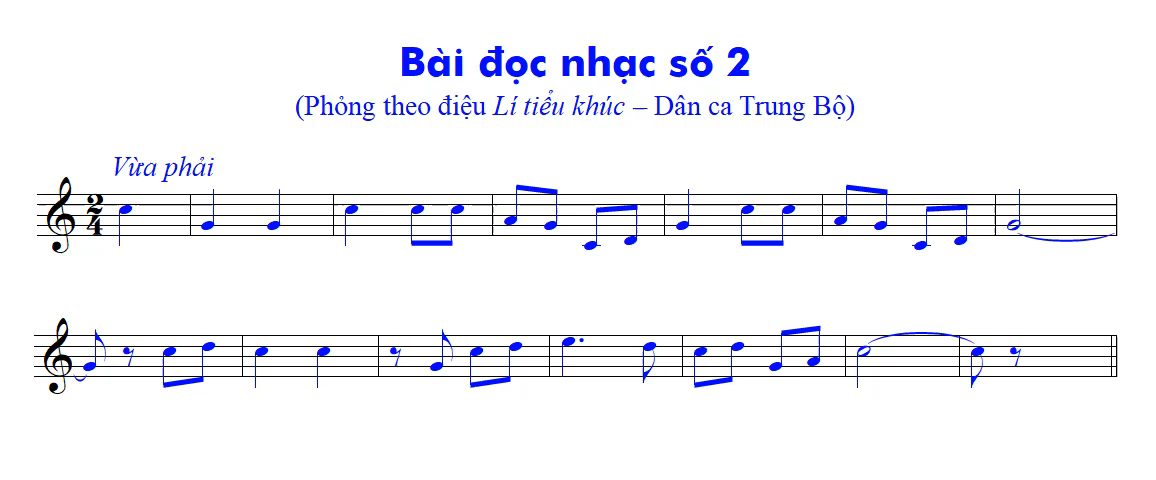 Bài đọc nhạc số 2
(Phỏng theo điệu Lí tiểu khúc – Dân ca Trung Bộ)
Vừa phải
2
4